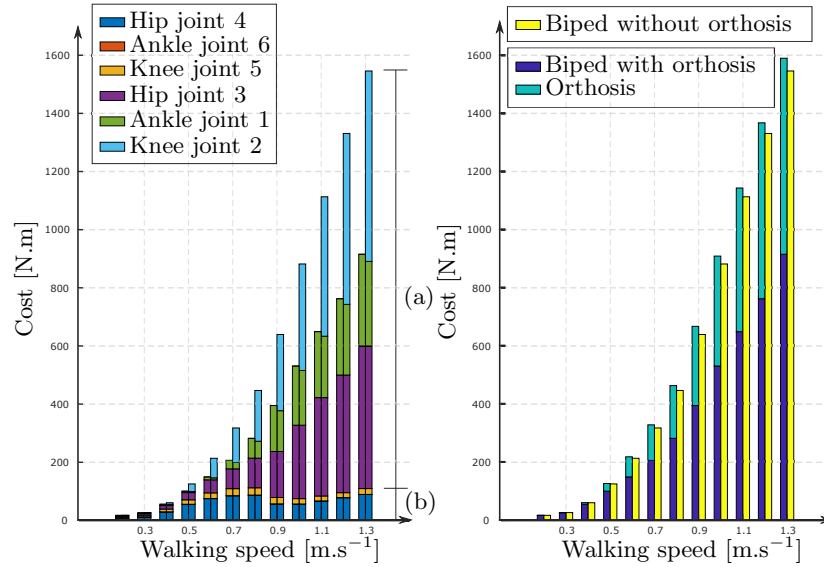 Hip joint 4
Ankle joint 6
Knee joint 5
Hip joint 3
Ankle joint 1
Knee joint 2
1600
1400
1200
1000
800
600
400
200
0
Cost [N.m]
0.3
0.5
0.7
0.9
1.1
1.3
Walking speed [m.s⁻¹]
(a)
(b)
Biped without orthosis
Biped with orthosis
Orthosis
1600
1400
1200
1000
800
600
400
200
0
Cost [N.m]
0.3
0.5
0.7
0.9
1.1
1.3
Walking speed [m.s⁻¹]